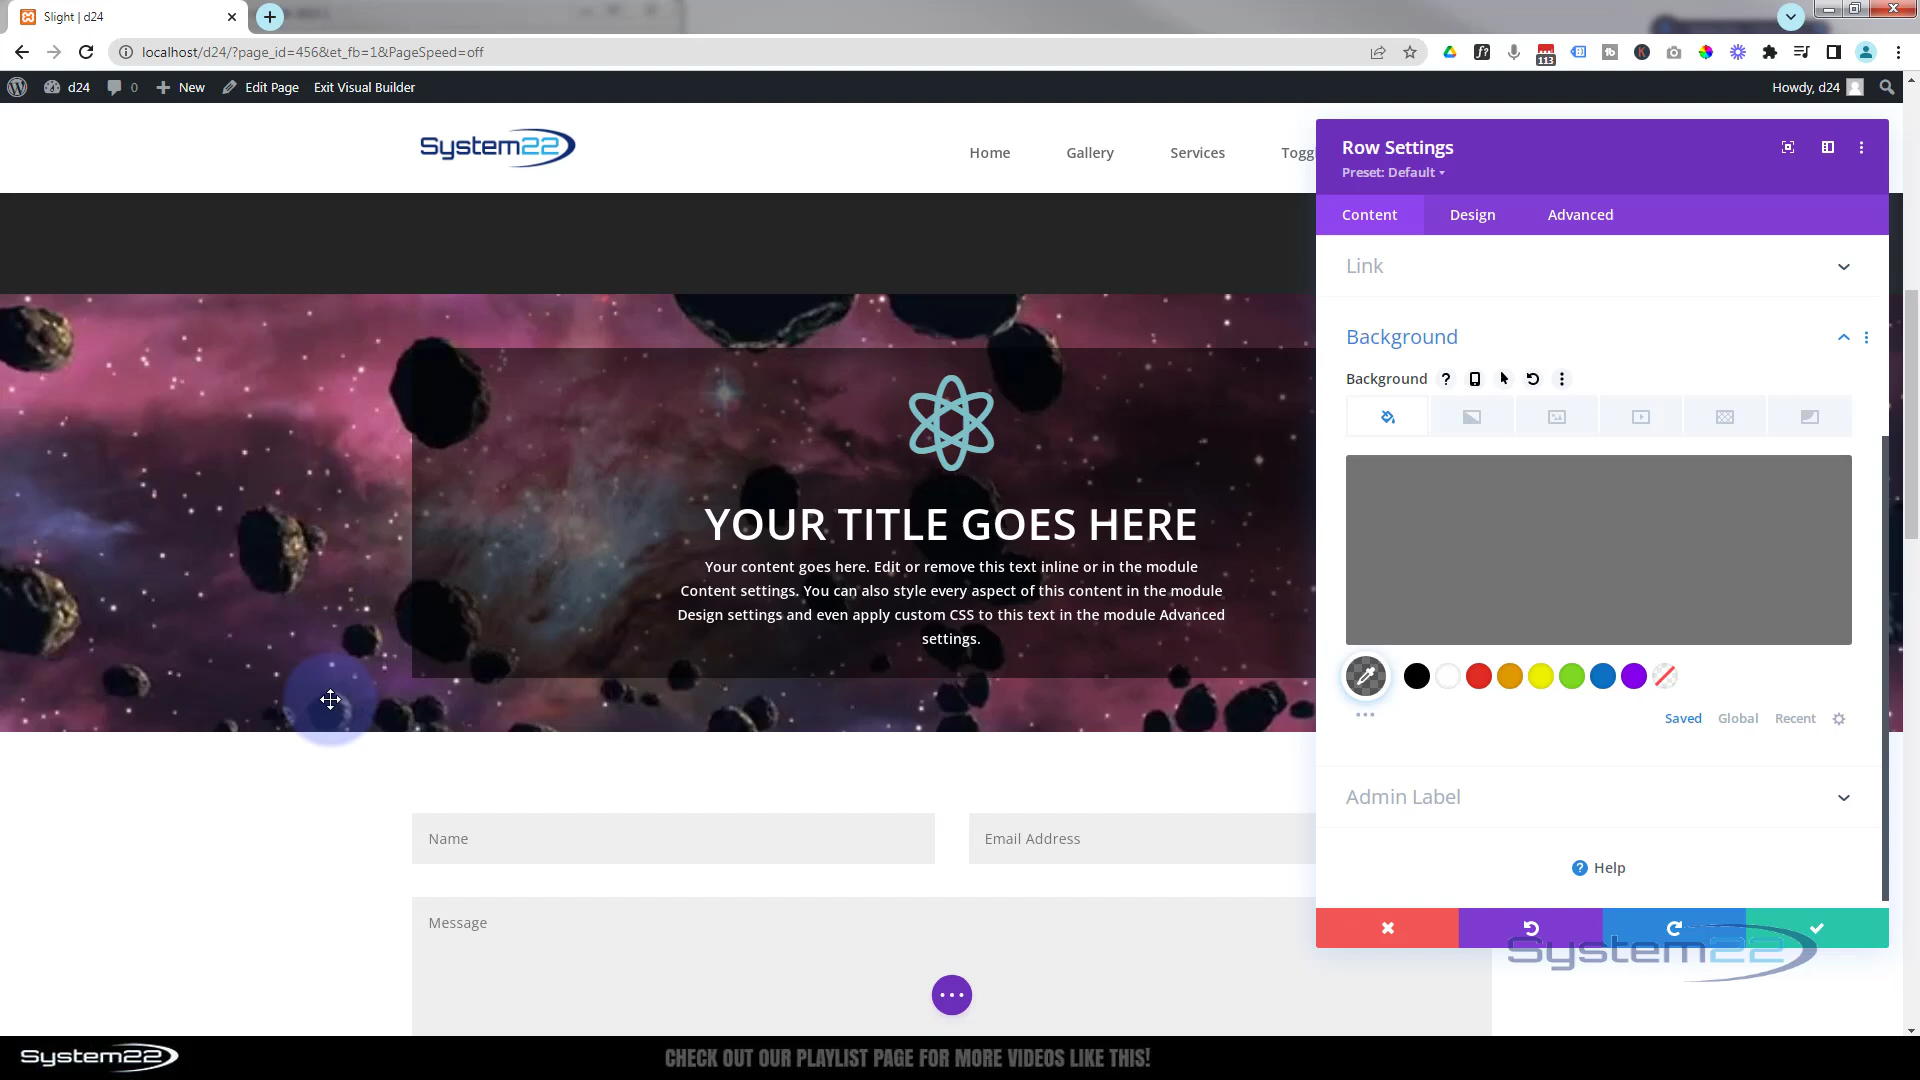 Slight | d24
localhost/d24/?page_id=456&et_fb=1&PageSpeed=off
113
d24
0
New
Edit Page
Exit Visual Builder
Howdy, d24
System22
Home
Gallery
Services
Toggl
Row Settings
Preset: Default
Content
Design
Advanced
Link
Background
Background
YOUR TITLE GOES HERE
Your content goes here. Edit or remove this text inline or in the module
Content settings. You can also style every aspect of this content in the module
Design settings and even apply custom CSS to this text in the module Advanced
settings.
Saved
Global
Recent
Admin Label
Help
Name
Email Address
Message
System22
System22
CHECK OUT OUR PLAYLIST PAGE FOR MORE VIDEOS LIKE THIS!